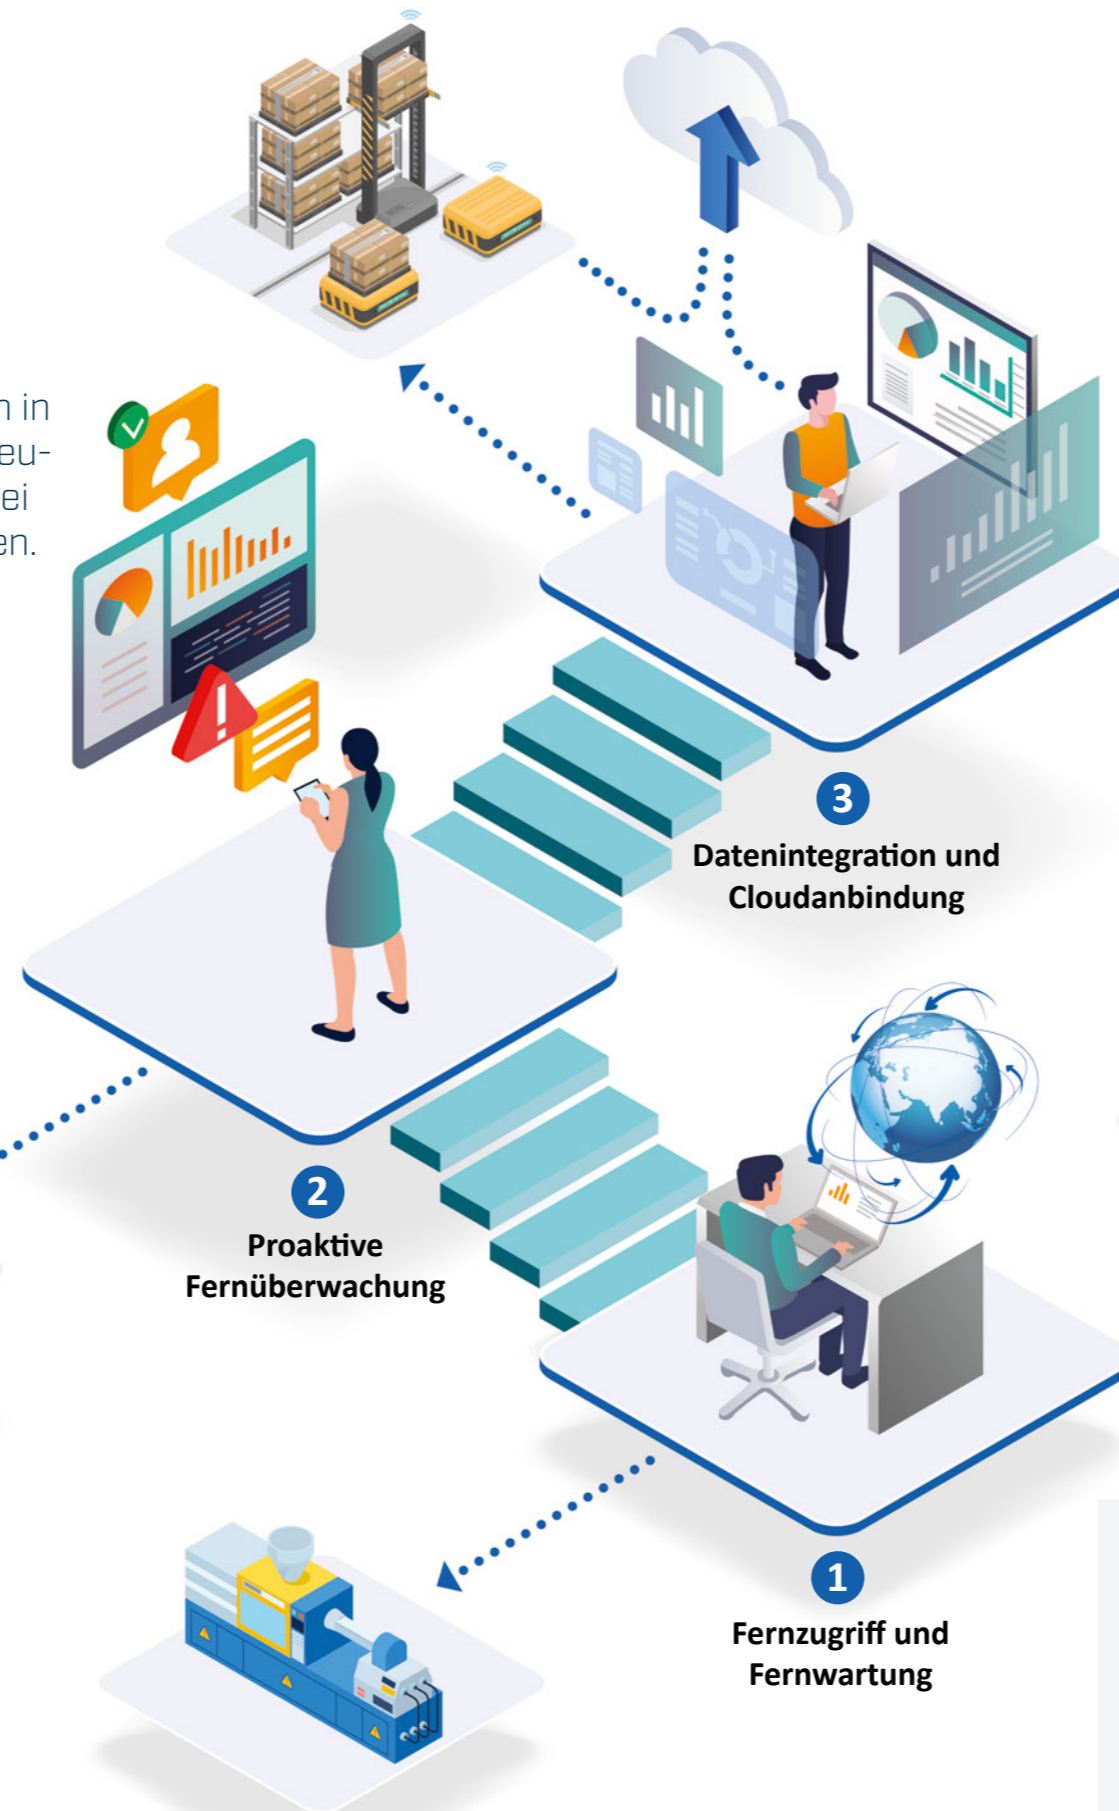 n in
eu-
ei
en.
3
Datenintegration und
Cloudanbindung
2
Proaktive
Fernüberwachung
1
Fernzugriff und
Fernwartung